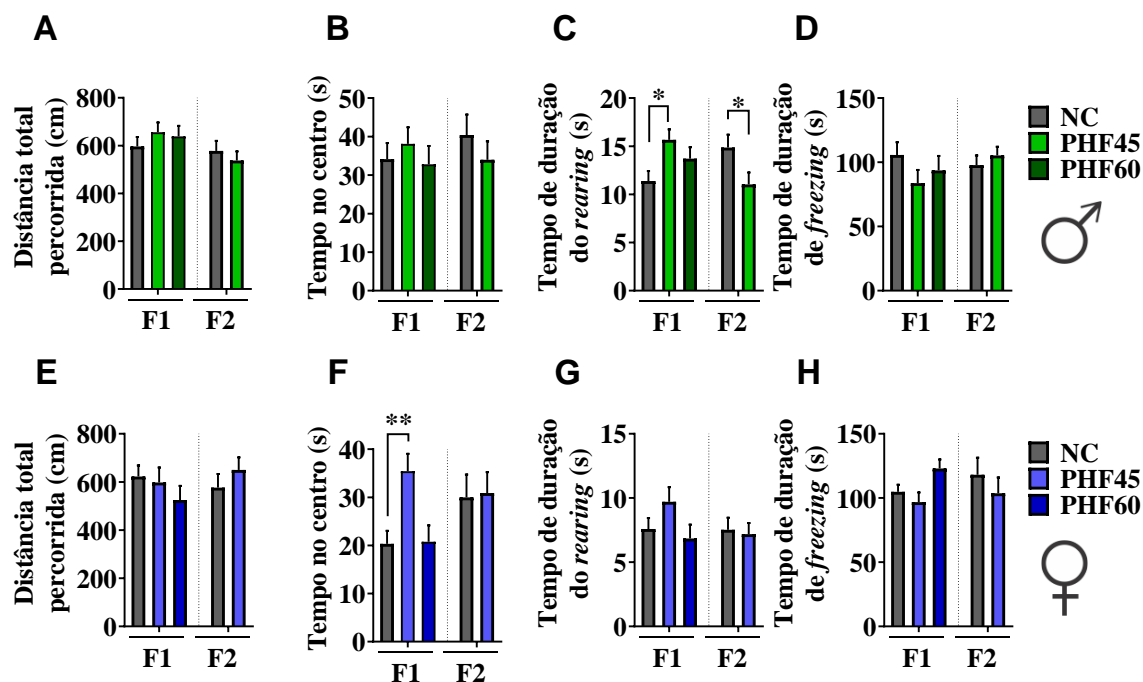 A
Distância total
percorrida (cm)
800
600
400
200
0
F1
F2
B
Tempo no centro (s)
50
40
30
20
10
0
F1
F2
C
Tempo de duração
do rearing (s)
20
15
10
5
0
*
*
F1
F2
D
Tempo de duração
de freezing (s)
150
100
50
0
F1
F2
NC
PHF45
PHF60
E
Distância total
percorrida (cm)
800
600
400
200
0
F1
F2
F
Tempo no centro (s)
40
30
20
10
0
**
F1
F2
G
Tempo de duração
do rearing (s)
15
10
5
0
F1
F2
H
Tempo de duração
de freezing (s)
150
100
50
0
F1
F2
NC
PHF45
PHF60